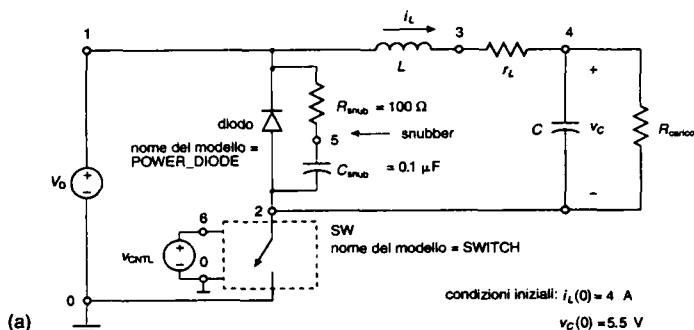 1
i_L
3
4
L
r_L
R_snub = 100 Ω
diodo
nome del modello =
POWER_DIODE
5
snubber
C_snub = 0.1 µF
C
v_C
+
−
R_carico
V_D
+
−
2
6
SW
nome del modello = SWITCH
v_CNTL
+
−
0
0
condizioni iniziali: i_L(0) = 4 A
v_C(0) = 5.5 V
(a)